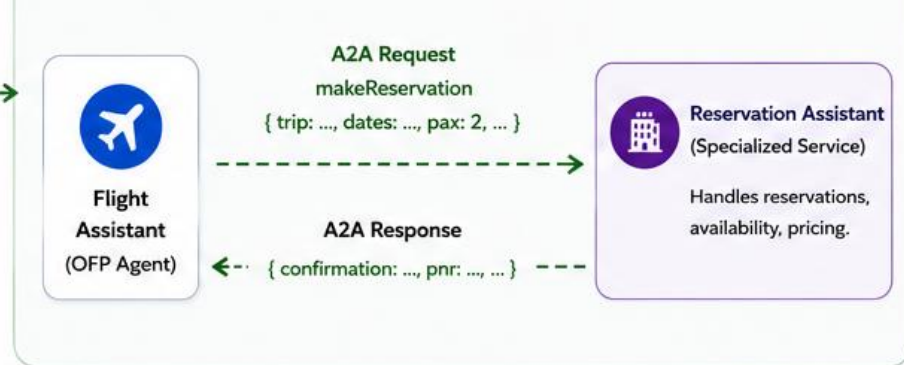 A2A Request
makeReservation
{ trip: ..., dates: ..., pax: 2, ... }
Flight
Assistant
(OFP Agent)
A2A Response
{ confirmation: ..., pnr: ..., ... }
Reservation Assistant
(Specialized Service)
Handles reservations,
availability, pricing.